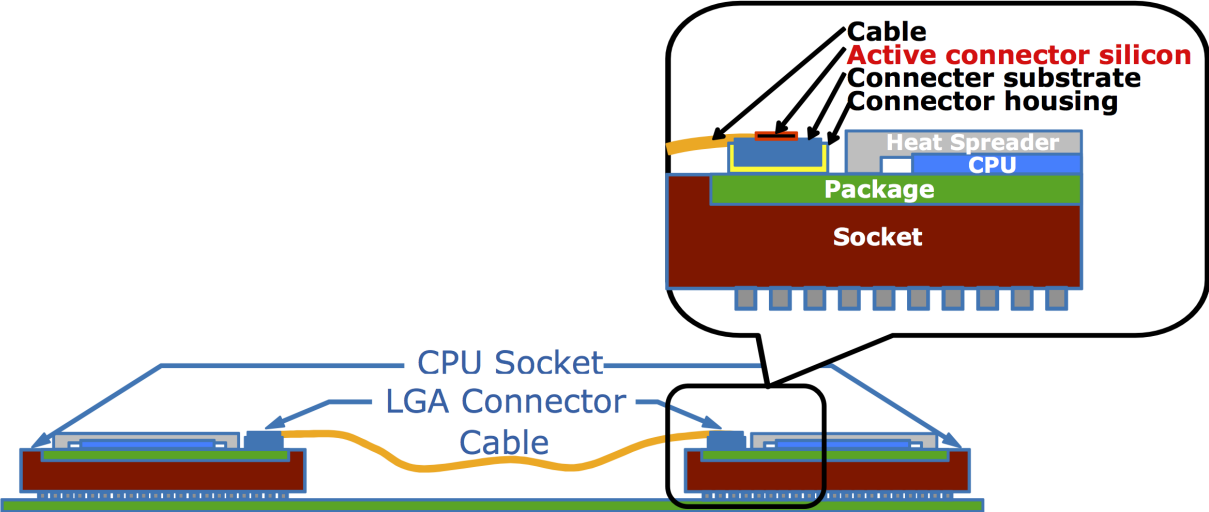 Cable
Active connector silicon
Connecter substrate
Connector housing
Heat Spreader
CPU
Package
Socket
CPU Socket
LGA Connector
Cable